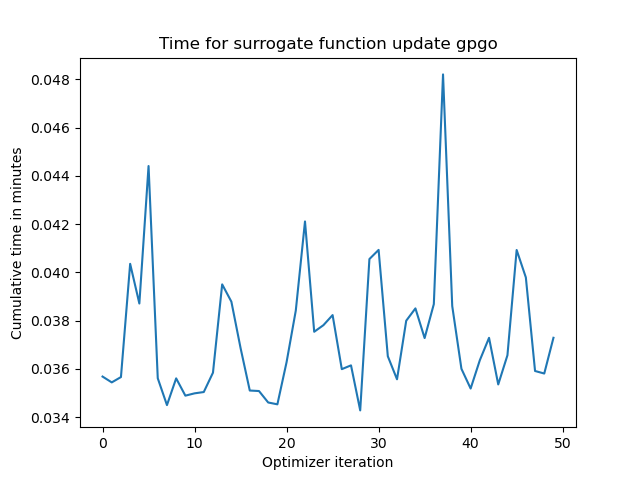 Time for surrogate function update gpgo
Cumulative time in minutes
0.048
0.046
0.044
0.042
0.040
0.038
0.036
0.034
0 10 20 30 40 50
Optimizer iteration